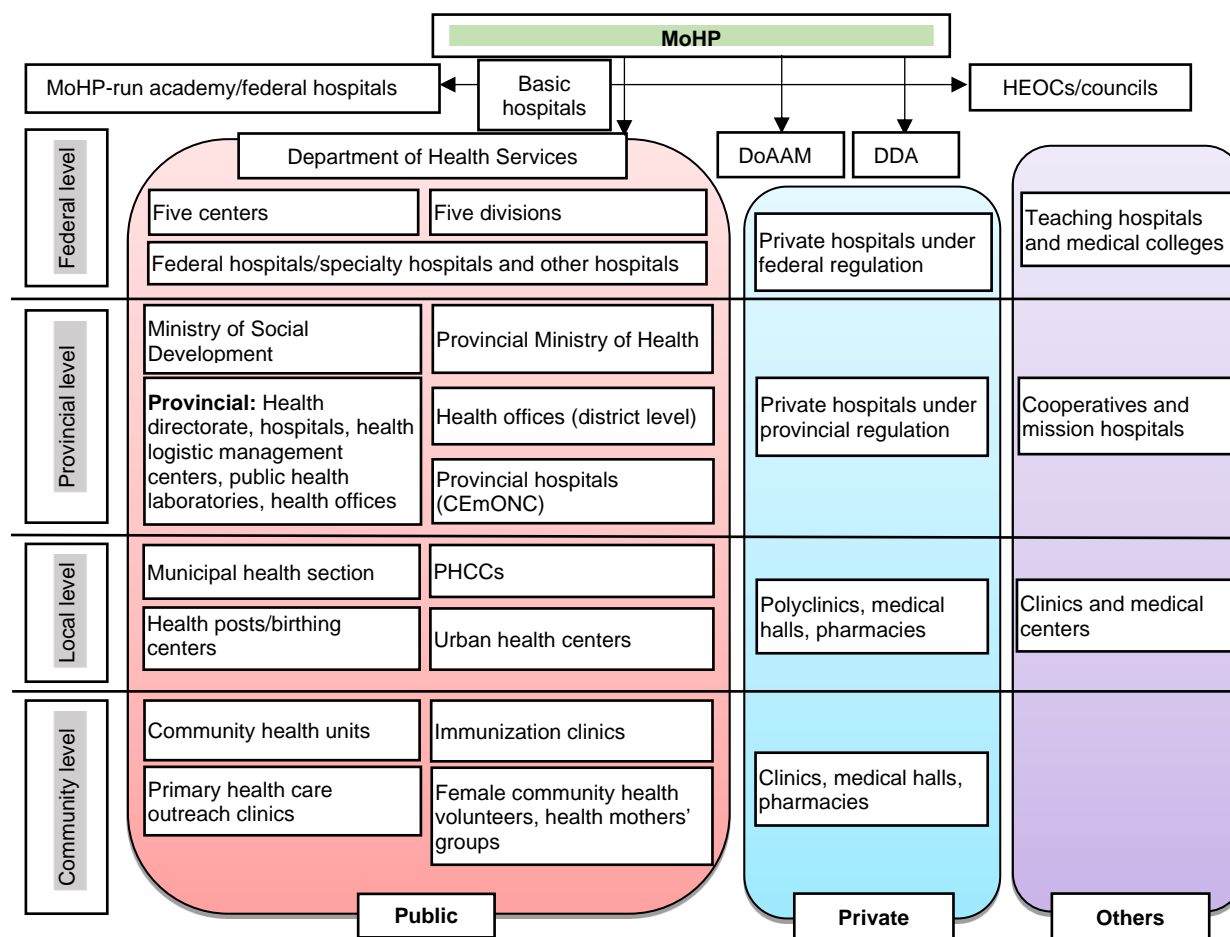 MoHP
MoHP-run academy/federal hospitals
Basic
hospitals
HEOCs/councils
Federal level
Department of Health Services
DoAAM
DDA
Five centers
Five divisions
Federal hospitals/specialty hospitals and other hospitals
Private hospitals under
federal regulation
Teaching hospitals
and medical colleges
Provincial level
Ministry of Social
Development
Provincial Ministry of Health
Provincial: Health
directorate, hospitals, health
logistic management
centers, public health
laboratories, health offices
Health offices (district level)
Provincial hospitals
(CEmONC)
Private hospitals under
provincial regulation
Cooperatives and
mission hospitals
Local level
Municipal health section
PHCCs
Health posts/birthing
centers
Urban health centers
Polyclinics, medical
halls, pharmacies
Clinics and medical
centers
Community level
Community health units
Immunization clinics
Primary health care
outreach clinics
Female community health
volunteers, health mothers’
groups
Clinics, medical halls,
pharmacies
Public
Private
Others